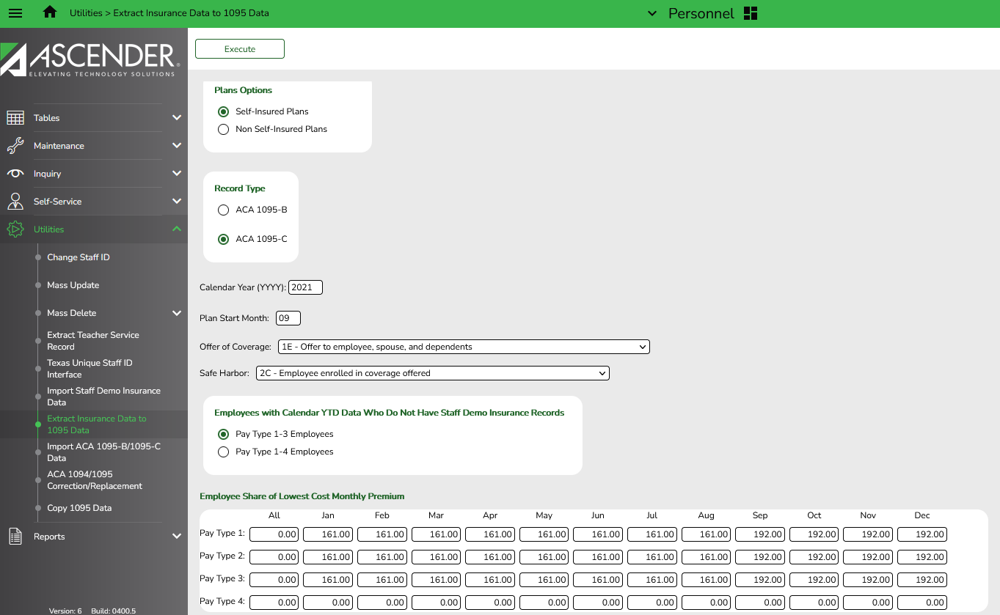 Utilities > Extract Insurance Data to 1095 Data
Personnel
ASCENDER®
ELEVATING TECHNOLOGY SOLUTIONS
Tables
Maintenance
Inquiry
Self-Service
Utilities
Change Staff ID
Mass Update
Mass Delete
Extract Teacher Service
Record
Texas Unique Staff ID
Interface
Import Staff Demo Insurance
Data
Extract Insurance Data to
1095 Data
Import ACA 1095-B/1095-C
Data
ACA 1094/1095
Correction/Replacement
Copy 1095 Data
Reports
Version: 6 Build: 0400.5
Execute
Plans Options
Self-Insured Plans
Non Self-Insured Plans
Record Type
ACA 1095-B
ACA 1095-C
Calendar Year (YYYY): 2021
Plan Start Month: 09
Offer of Coverage: 1E - Offer to employee, spouse, and dependents
Safe Harbor: 2C - Employee enrolled in coverage offered
Employees with Calendar YTD Data Who Do Not Have Staff Demo Insurance Records
Pay Type 1-3 Employees
Pay Type 1-4 Employees
Employee Share of Lowest Cost Monthly Premium
All Jan Feb Mar Apr May Jun Jul Aug Sep Oct Nov Dec
Pay Type 1: 0.00 161.00 161.00 161.00 161.00 161.00 161.00 161.00 161.00 192.00 192.00 192.00 192.00
Pay Type 2: 0.00 161.00 161.00 161.00 161.00 161.00 161.00 161.00 161.00 192.00 192.00 192.00 192.00
Pay Type 3: 0.00 161.00 161.00 161.00 161.00 161.00 161.00 161.00 161.00 192.00 192.00 192.00 192.00
Pay Type 4: 0.00 0.00 0.00 0.00 0.00 0.00 0.00 0.00 0.00 0.00 0.00 0.00 0.00